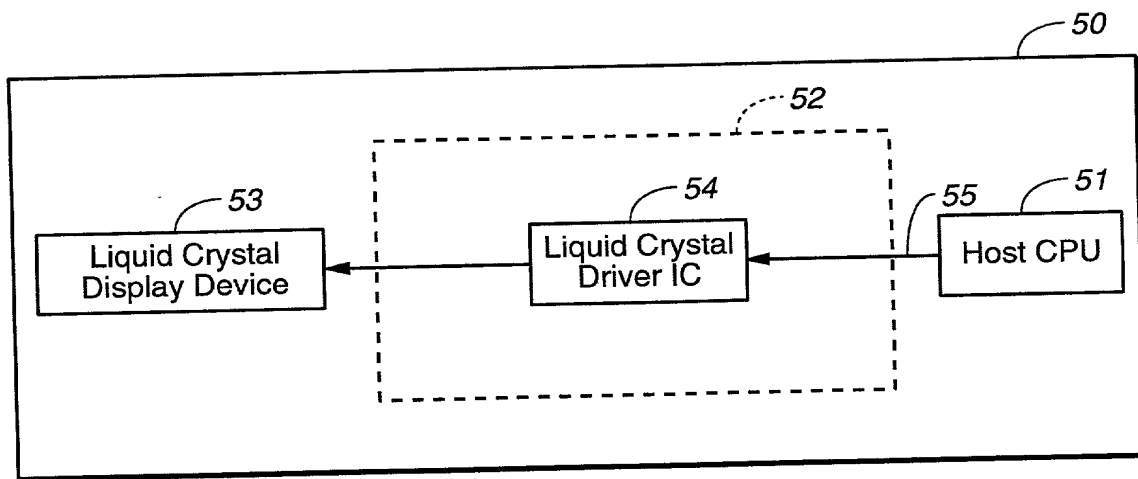 50
52
53
54
55
51
Liquid Crystal
Display Device
Liquid Crystal
Driver IC
Host CPU